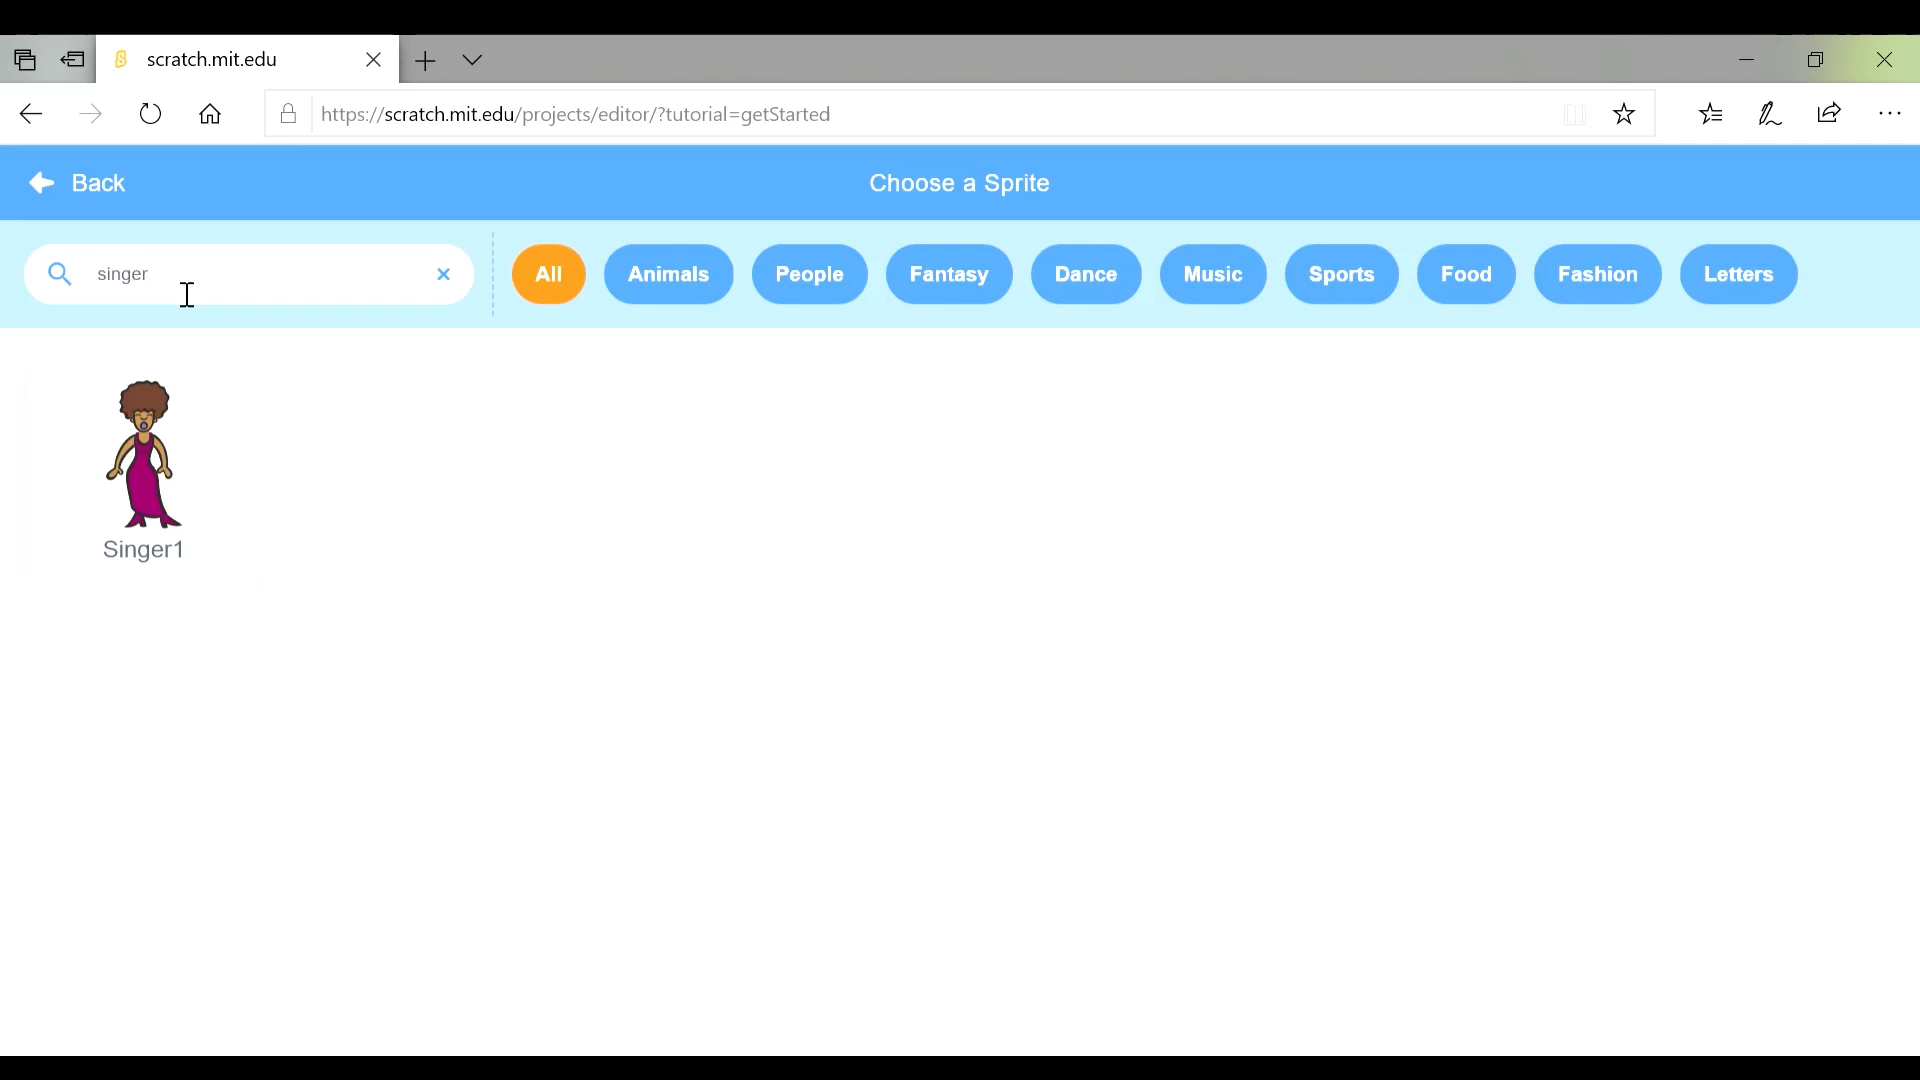 scratch.mit.edu
https://scratch.mit.edu/projects/editor/?tutorial=getStarted
Back
Choose a Sprite
singer
All
Animals
People
Fantasy
Dance
Music
Sports
Food
Fashion
Letters
Singer1